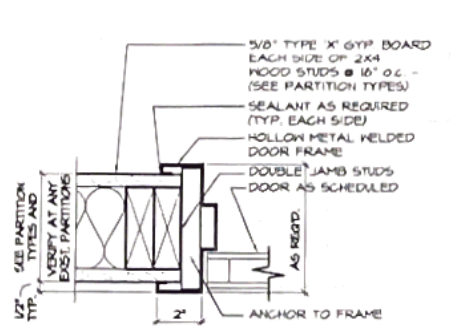 5/8" TYPE 'X' GYP. BOARD
EACH SIDE OF 2X4
WOOD STUDS @ 16" o.c. -
(SEE PARTITION TYPES)
SEALANT AS REQUIRED
(TYP. EACH SIDE)
HOLLOW METAL WELDED
DOOR FRAME
DOUBLE JAMB STUDS
DOOR AS SCHEDULED
ANCHOR TO FRAME
AS REQ'D.
2"
SEE PARTITION
TYPES AND
VERIFY AT ANY
EXIST. PARTITIONS
1/2"
TYP.